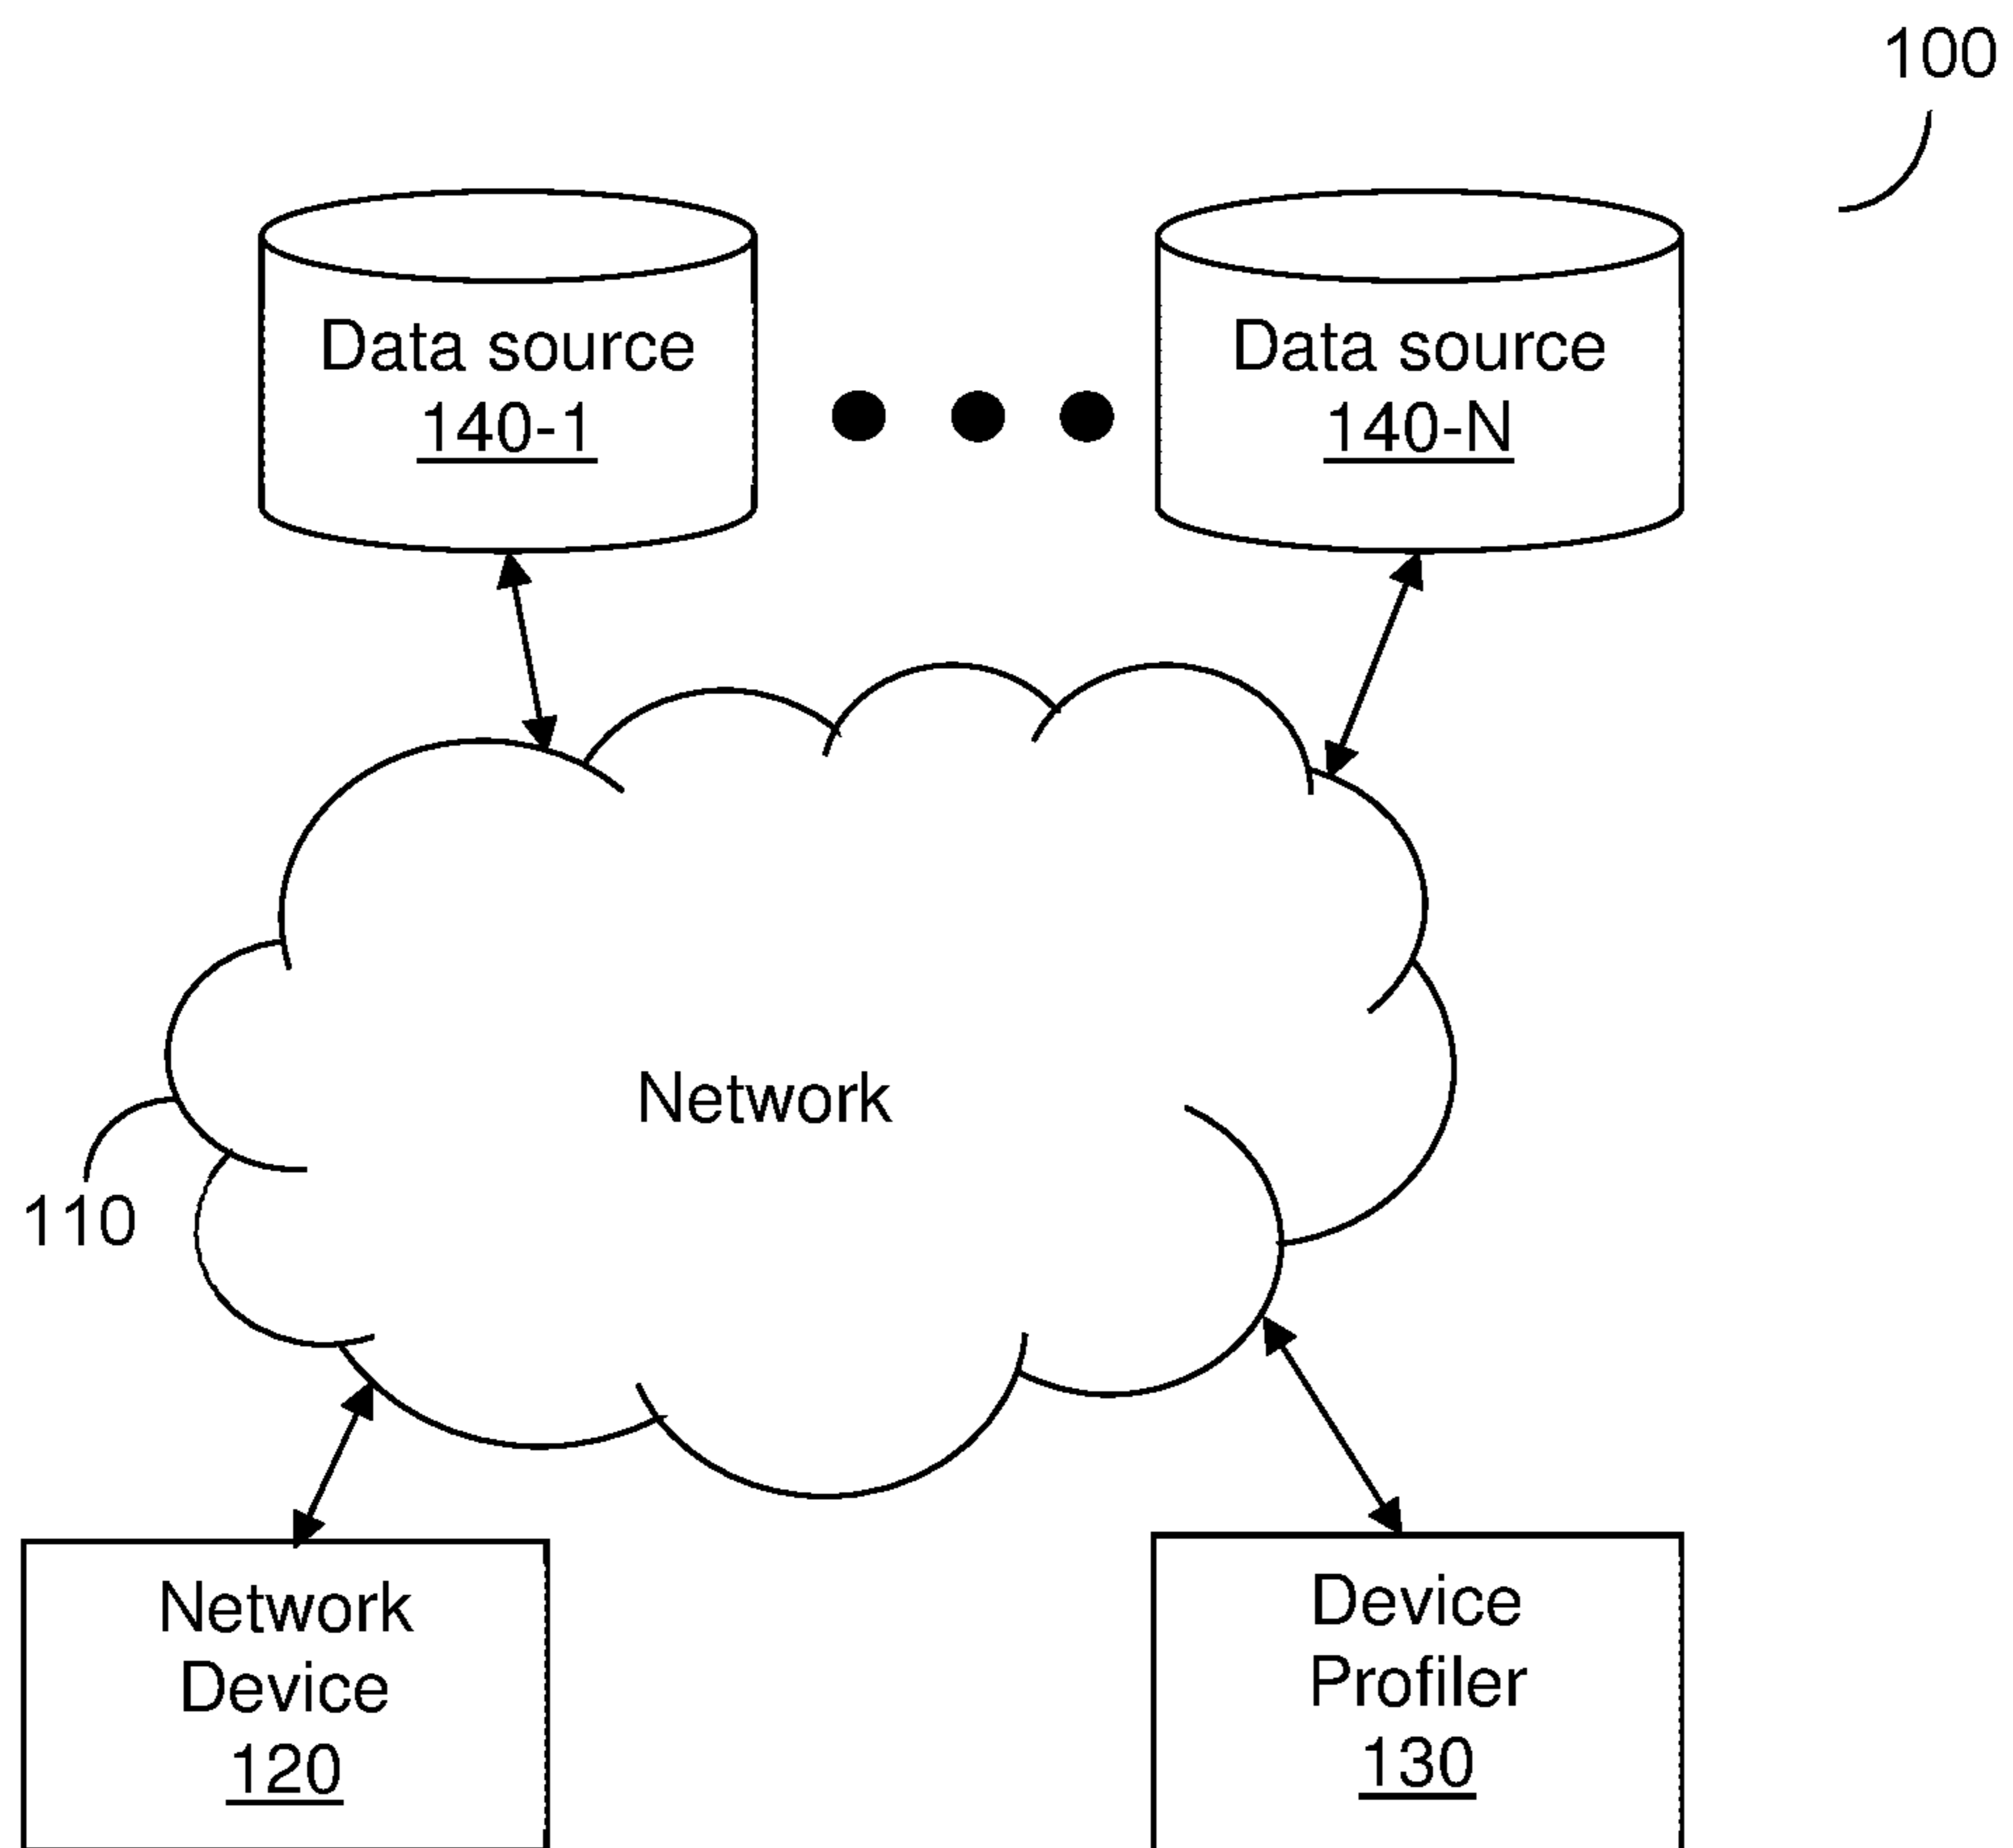 100
Data source
140-1
Data source
140-N
Network
110
Network
Device
120
Device
Profiler
130